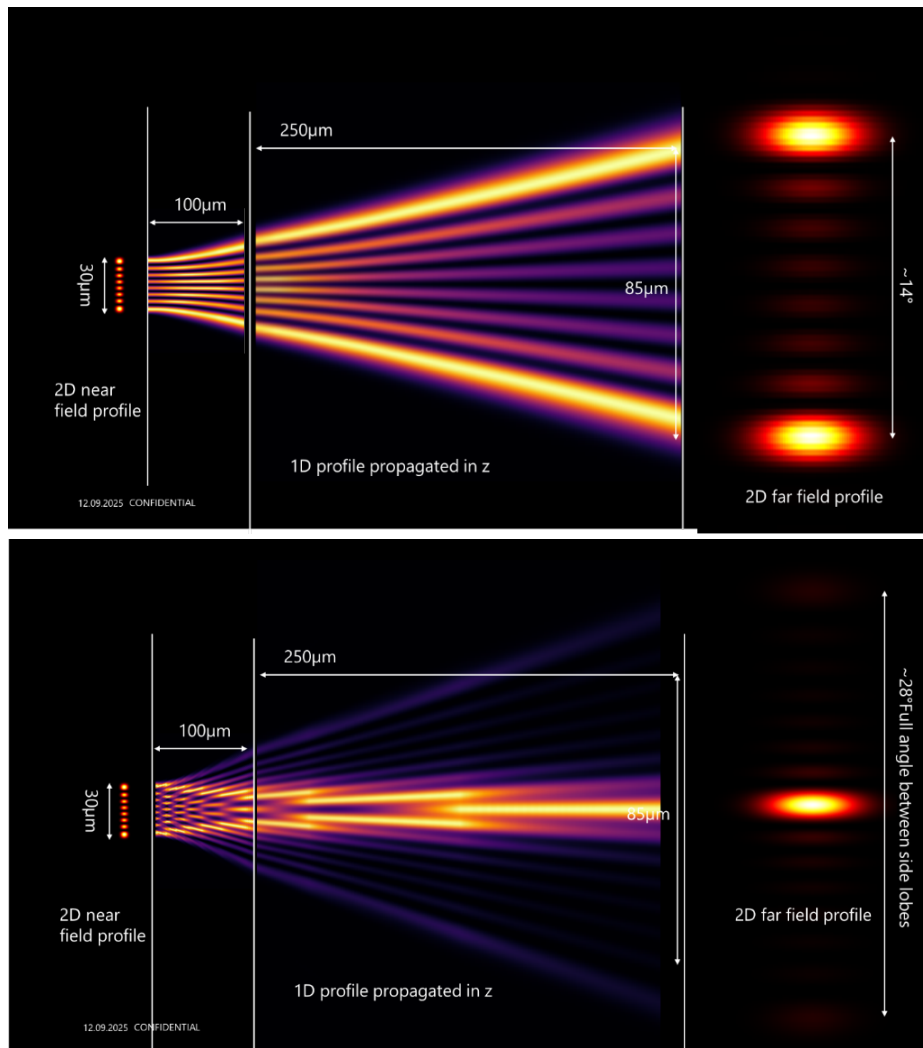 250µm
100µm
30µm
85µm
~14°
2D near
field profile
1D profile propagated in z
2D far field profile
12.09.2025 CONFIDENTIAL
250µm
100µm
30µm
85µm
~28°Full angle between side lobes
2D near
field profile
2D far field profile
1D profile propagated in z
12.09.2025 CONFIDENTIAL